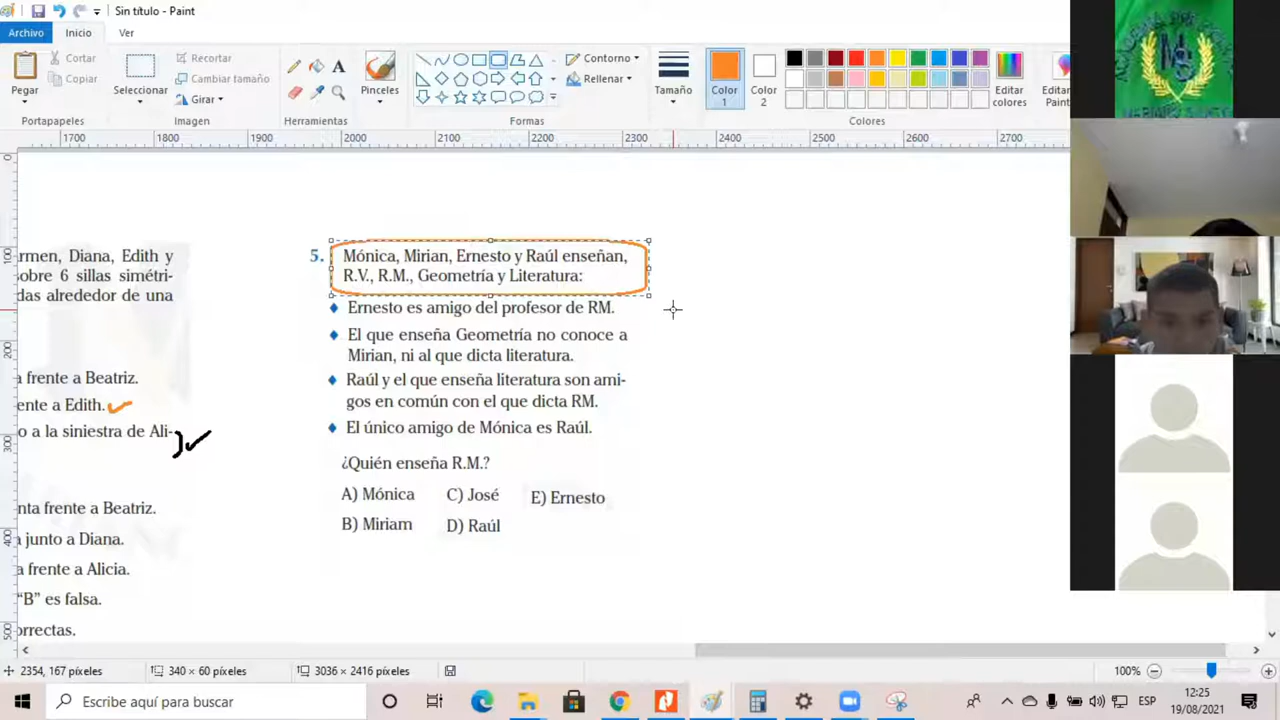 Sin título - Paint
Archivo Inicio Ver
Pegar
Cortar
Copiar
Portapapeles
Seleccionar
Recortar
Cambiar tamaño
Girar
Imagen
A
Herramientas
Pinceles
Contorno
Rellenar
Formas
Tamaño
Color 1
Color 2
Colores
Editar colores
Editar
1700 1800 1900 2000 2100 2200 2300 2400 2500 2600 2700
0
100
200
300
400
500
rmen, Diana, Edith y
obre 6 sillas simétri-
das alrededor de una
a frente a Beatriz.
ente a Edith.
o a la siniestra de Ali-
nta frente a Beatriz.
a junto a Diana.
a frente a Alicia.
"B" es falsa.
orrectas.
5. Mónica, Mirian, Ernesto y Raúl enseñan,
R.V., R.M., Geometría y Literatura:
Ernesto es amigo del profesor de RM.
El que enseña Geometría no conoce a
Mirian, ni al que dicta literatura.
Raúl y el que enseña literatura son ami-
gos en común con el que dicta RM.
El único amigo de Mónica es Raúl.
¿Quién enseña R.M.?
A) Mónica C) José E) Ernesto
B) Miriam D) Raúl
2354, 167 píxeles 340 × 60 píxeles 3036 × 2416 píxeles 100%
Escribe aquí para buscar
ESP
12:25
19/08/2021